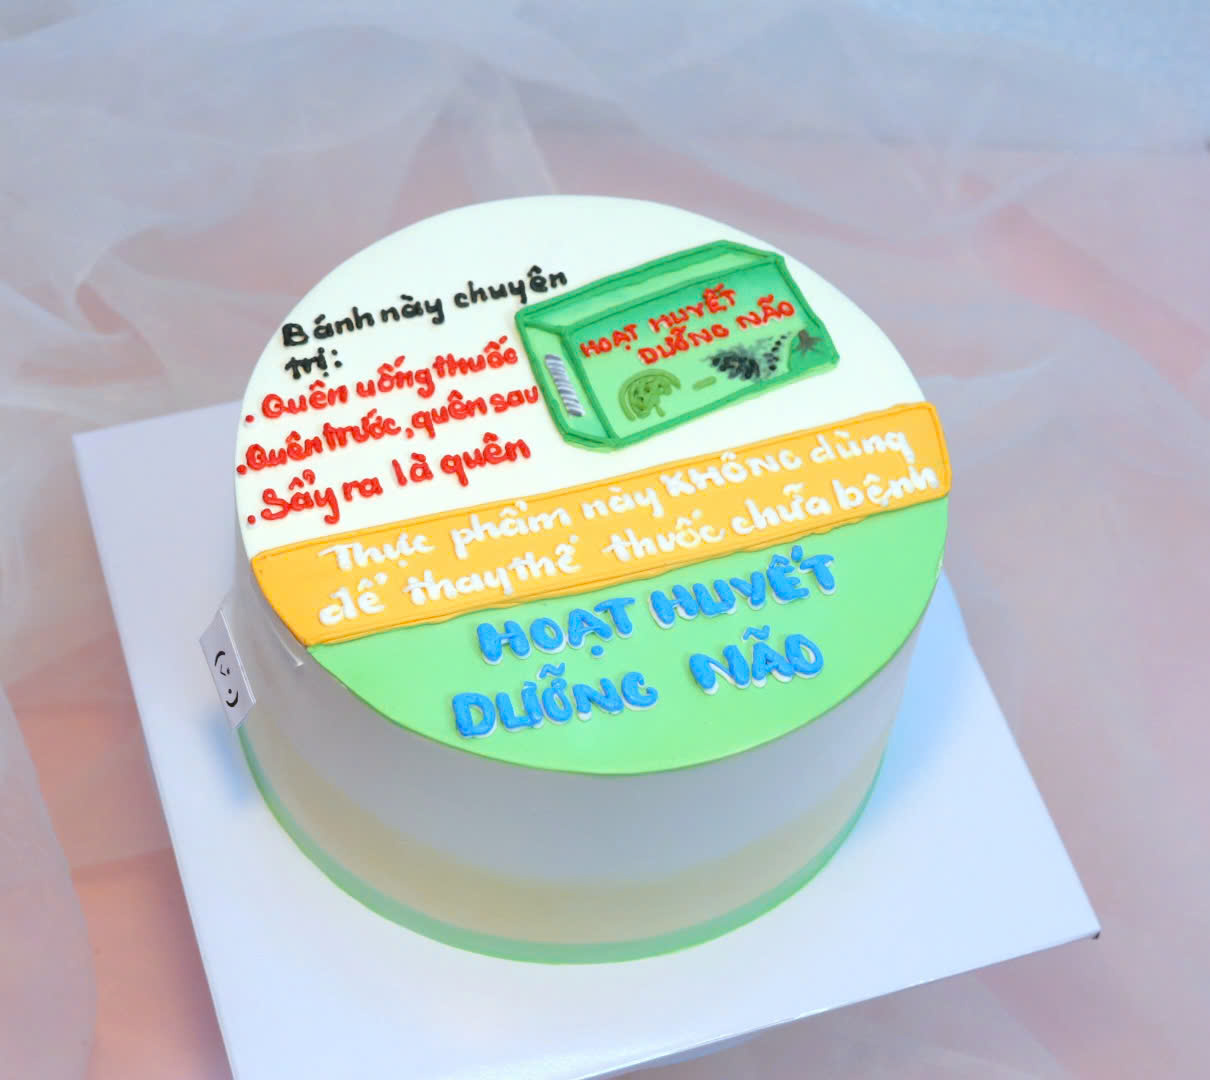 Bánh này chuyên
trị:
. Quên uống thuốc
. Quên trước, quên sau
. Sẩy ra là quên
HOẠT HUYẾT
DƯỠNG NÃO
Thực phẩm này KHÔNG dùng
để thay thế thuốc chữa bệnh
HOẠT HUYẾT
DƯỠNG NÃO